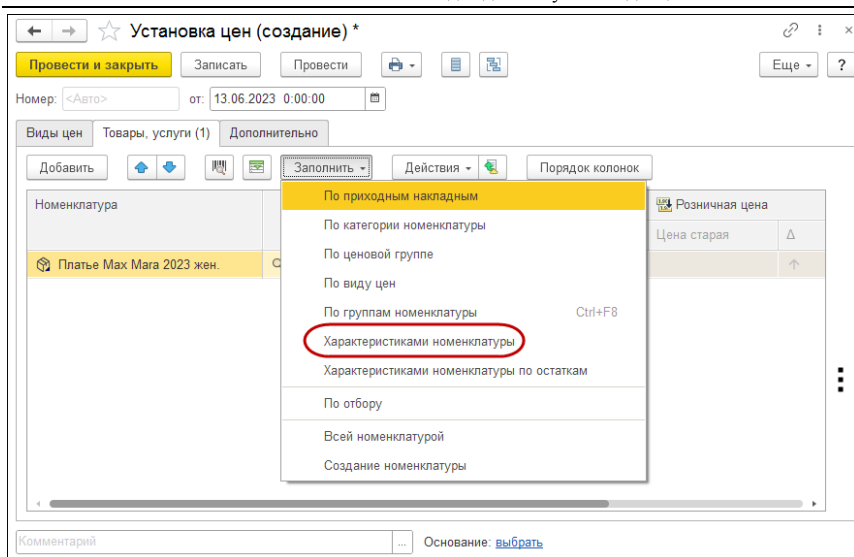 Установка цен (создание) *
Провести и закрыть Записать Провести Еще ?
Номер: <Авто> от: 13.06.2023 0:00:00
Виды цен Товары, услуги (1) Дополнительно
Добавить Заполнить Действия Порядок колонок
Номенклатура Розничная цена
Цена старая Δ
Платье Max Mara 2023 жен.
По приходным накладным
По категории номенклатуры
По ценовой группе
По виду цен
По группам номенклатуры Ctrl+F8
Характеристиками номенклатуры
Характеристиками номенклатуры по остаткам
По отбору
Всей номенклатурой
Создание номенклатуры
Комментарий ... Основание: выбрать